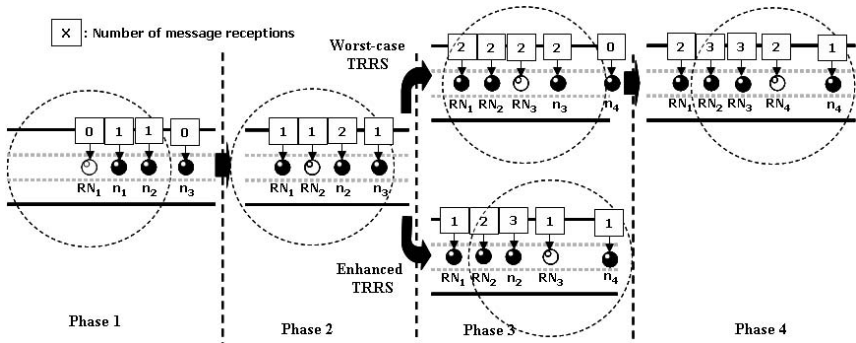 x : Number of message receptions
Worst-case
TRRS
2 2 2 2 0
RN1 RN2 RN3 n3 n4
2 3 3 2 1
RN1 RN2 RN3 RN4 n4
0 1 1 0
RN1 n1 n2 n3
1 1 2 1
RN1 RN2 n2 n3
Enhanced
TRRS
1 2 3 1 1
RN1 RN2 n2 RN3 n4
Phase 1
Phase 2
Phase 3
Phase 4